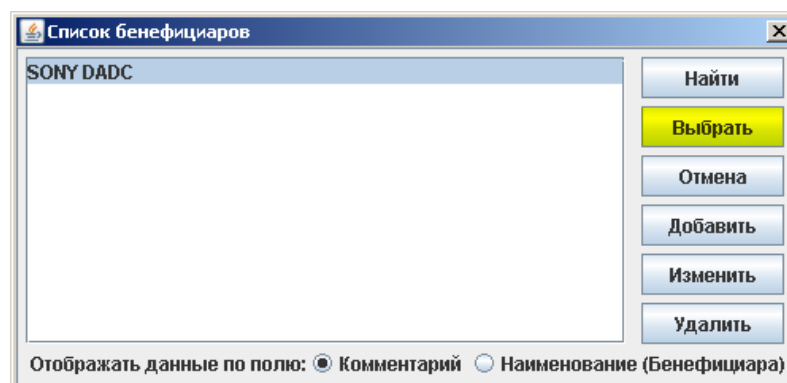 Список бенефициаров
SONY DADC
Найти
Выбрать
Отмена
Добавить
Изменить
Удалить
Отображать данные по полю: Комментарий Наименование (Бенефициара)